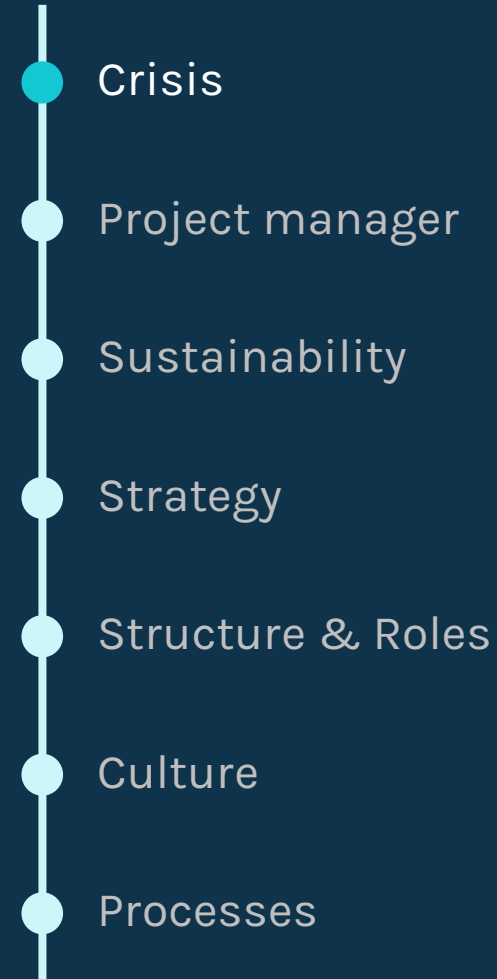 Crisis
Project manager
Sustainability
Strategy
Structure & Roles
Culture
Processes